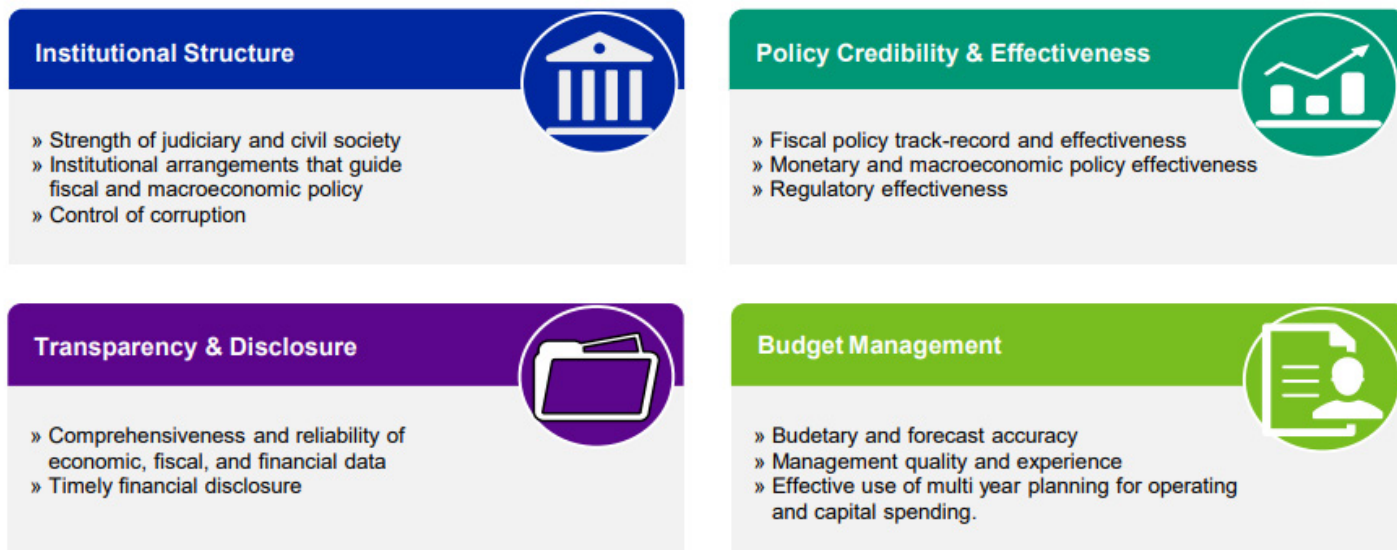 Institutional Structure
» Strength of judiciary and civil society
» Institutional arrangements that guide
fiscal and macroeconomic policy
» Control of corruption
Policy Credibility & Effectiveness
» Fiscal policy track-record and effectiveness
» Monetary and macroeconomic policy effectiveness
» Regulatory effectiveness
Transparency & Disclosure
» Comprehensiveness and reliability of
economic, fiscal, and financial data
» Timely financial disclosure
Budget Management
» Budetary and forecast accuracy
» Management quality and experience
» Effective use of multi year planning for operating
and capital spending.